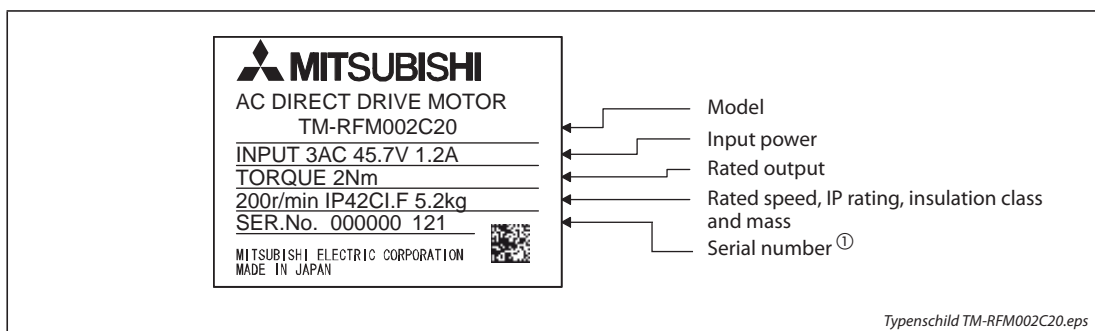 MITSUBISHI
AC DIRECT DRIVE MOTOR
TM-RFM002C20
INPUT 3AC 45.7V 1.2A
TORQUE 2Nm
200r/min IP42CI.F 5.2kg
SER.No. 000000 121
MITSUBISHI ELECTRIC CORPORATION
MADE IN JAPAN
Model
Input power
Rated output
Rated speed, IP rating, insulation class
and mass
Serial number ①
Typenschild TM-RFM002C20.eps